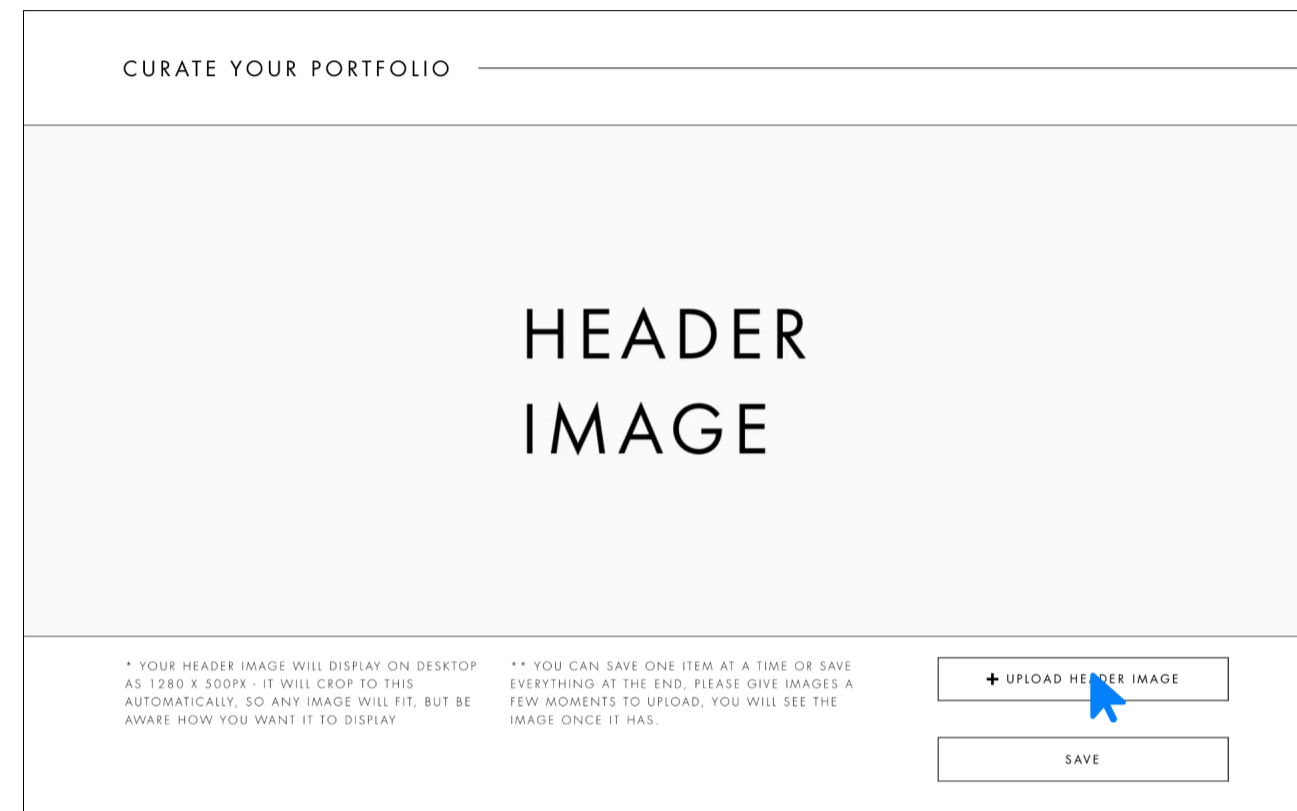 CURATE YOUR PORTFOLIO
HEADER
IMAGE
* YOUR HEADER IMAGE WILL DISPLAY ON DESKTOP
AS 1280 X 500PX - IT WILL CROP TO THIS
AUTOMATICALLY, SO ANY IMAGE WILL FIT, BUT BE
AWARE HOW YOU WANT IT TO DISPLAY
** YOU CAN SAVE ONE ITEM AT A TIME OR SAVE
EVERYTHING AT THE END, PLEASE GIVE IMAGES A
FEW MOMENTS TO UPLOAD, YOU WILL SEE THE
IMAGE ONCE IT HAS.
+ UPLOAD HEADER IMAGE
SAVE